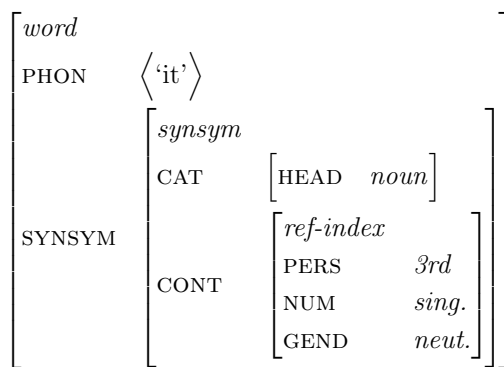 word
PHON ⟨‘it’⟩
synsym
CAT [HEAD noun]
SYNSYM
ref-index
PERS 3rd
CONT
NUM sing.
GEND neut.